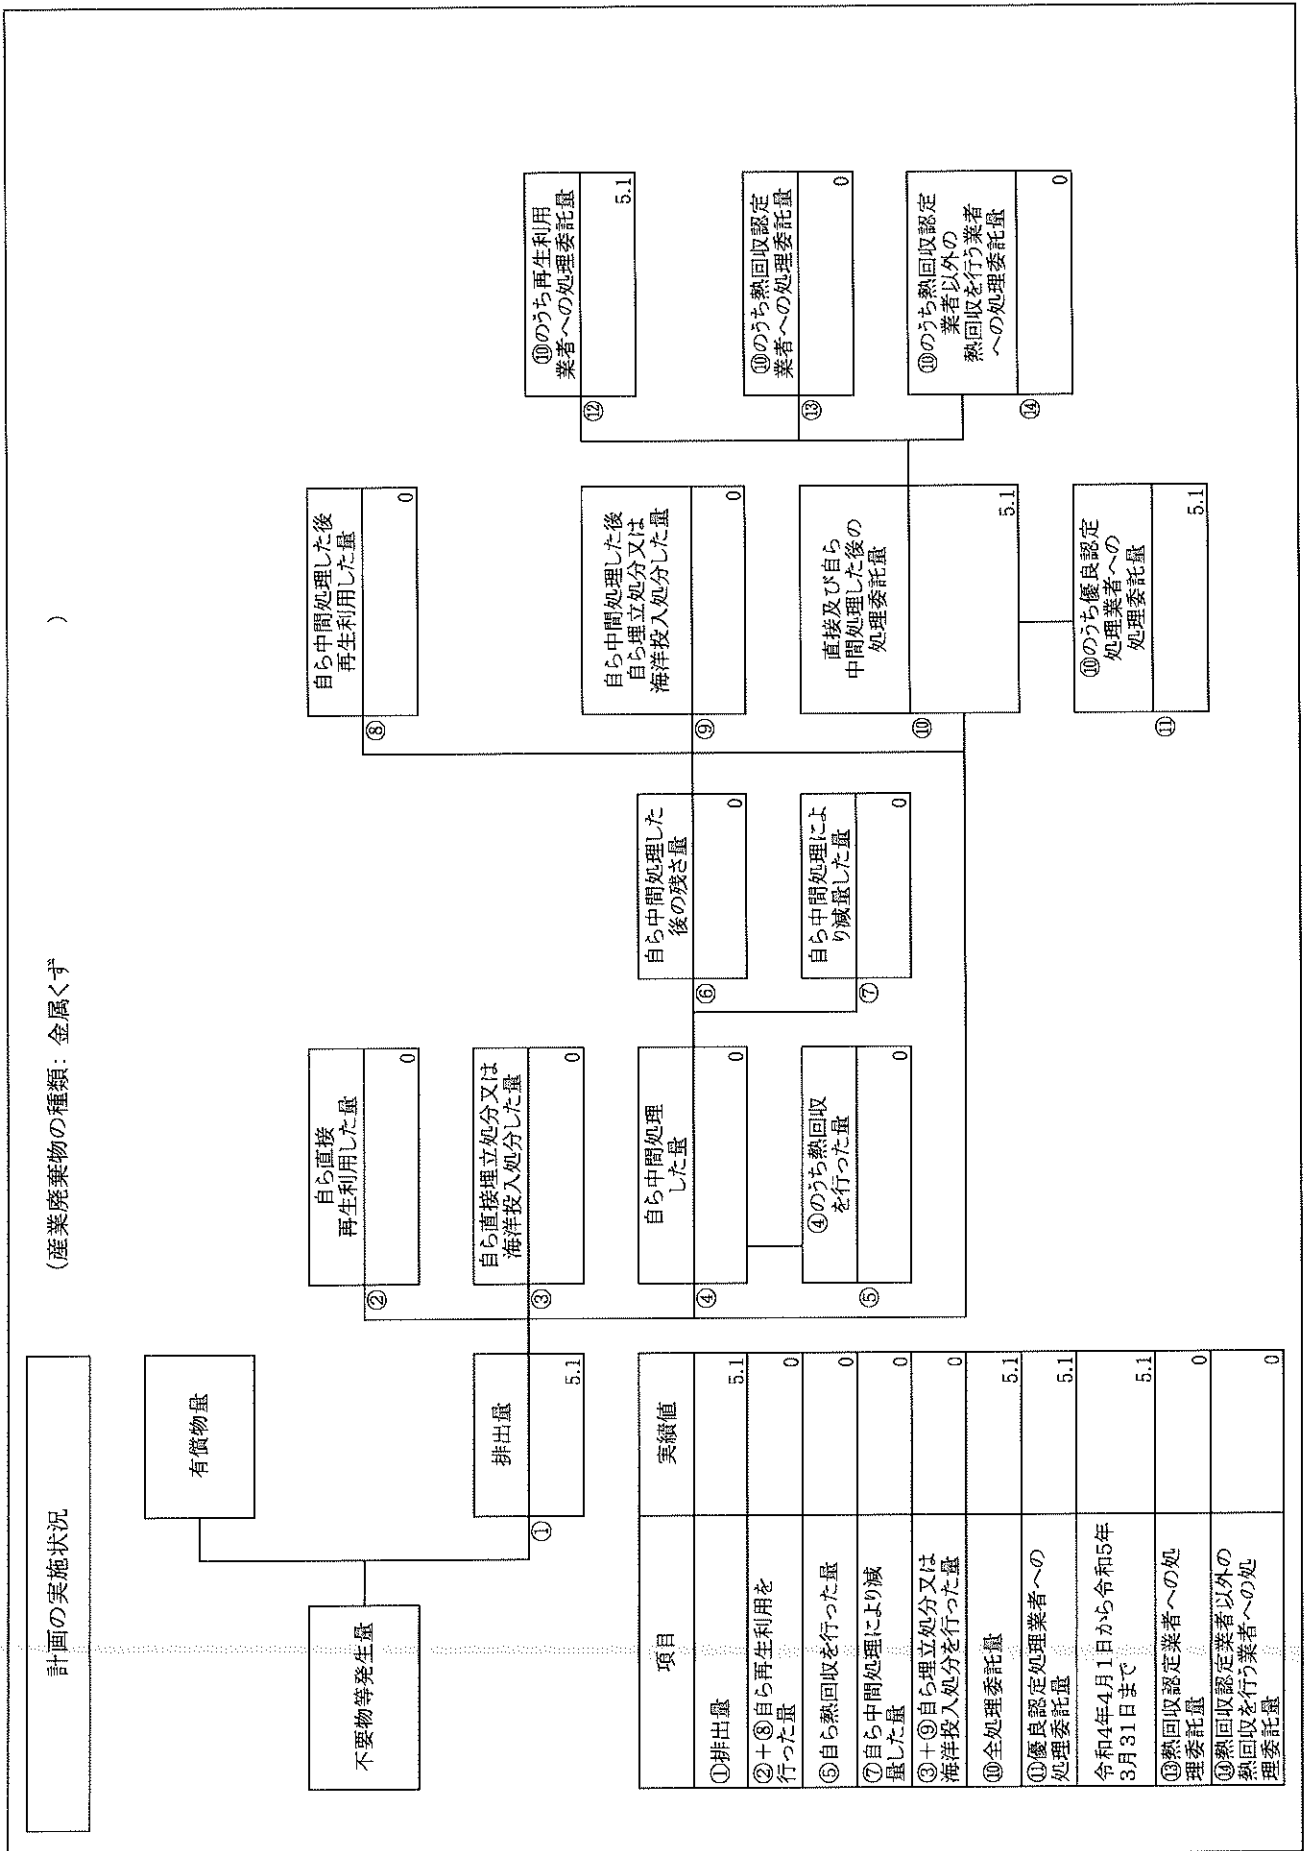 計画の実施状況
(産業廃棄物の種類: 金属くず
)
不要物等発生量
有償物量
①
排出量
5.1
②
自ら直接
再生利用した量
0
③
自ら直接埋立処分又は
海洋投入処分した量
0
④
自ら中間処理
した量
0
⑤
④のうち熱回収
を行った量
0
⑥
自ら中間処理した
後の残さ量
0
⑦
自ら中間処理によ
り減量した量
0
⑧
自ら中間処理した後
再生利用した量
0
⑨
自ら中間処理した後
自ら埋立処分又は
海洋投入処分した量
0
⑩
直接及び自ら
中間処理した後の
処理委託量
5.1
⑪
⑩のうち優良認定
処理業者への
処理委託量
5.1
⑫
⑩のうち再生利用
業者への処理委託量
5.1
⑬
⑩のうち熱回収認定
業者への処理委託量
0
⑭
⑩のうち熱回収認定
業者以外の
熱回収を行う業者
への処理委託量
0
項目 実績値
①排出量 5.1
②+⑧自ら再生利用を
行った量 0
⑤自ら熱回収を行った量 0
⑦自ら中間処理により減
量した量 0
③+⑨自ら埋立処分又は
海洋投入処分を行った量 0
⑩全処理委託量 5.1
⑪優良認定処理業者への
処理委託量 5.1
令和4年4月1日から令和5年
3月31日まで 5.1
⑬熱回収認定業者への処
理委託量 0
⑭熱回収認定業者以外の
熱回収を行う業者への処
理委託量 0